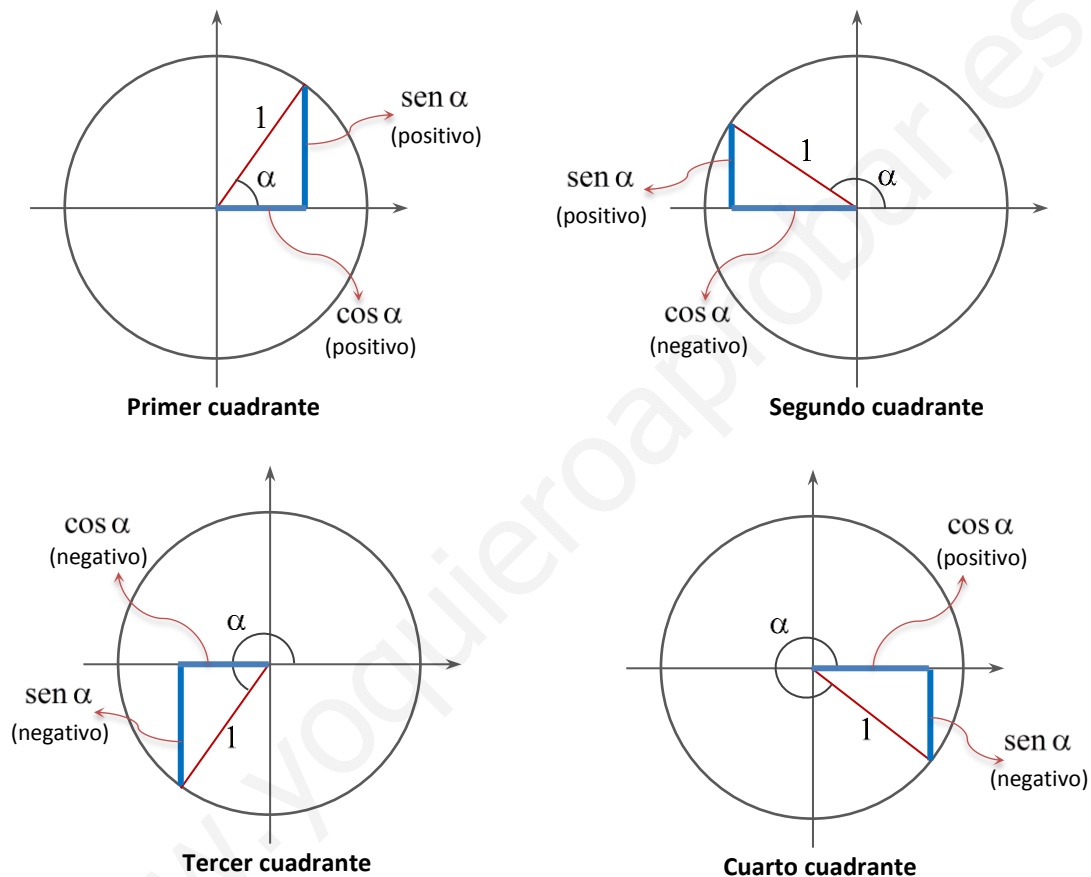 sen α
(positivo)
1
α
cos α
(positivo)
Primer cuadrante
sen α
(positivo)
1
α
cos α
(negativo)
Segundo cuadrante
cos α
(negativo)
α
sen α
(negativo)
1
Tercer cuadrante
cos α
(positivo)
α
1
sen α
(negativo)
Cuarto cuadrante
w.yoquieroaprobar.es